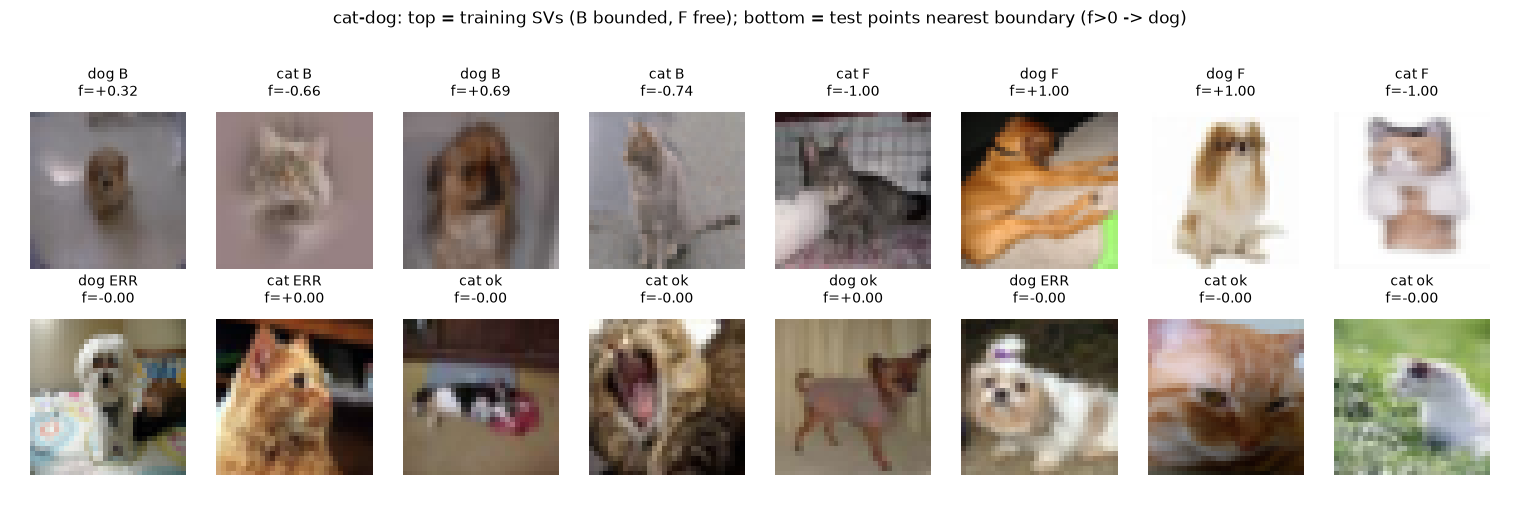 cat-dog: top = training SVs (B bounded, F free); bottom = test points nearest boundary (f>0 -> dog)
dog B
f=+0.32
cat B
f=-0.66
dog B
f=+0.69
cat B
f=-0.74
cat F
f=-1.00
dog F
f=+1.00
dog F
f=+1.00
cat F
f=-1.00
dog ERR
f=-0.00
cat ERR
f=+0.00
cat ok
f=-0.00
cat ok
f=-0.00
dog ok
f=+0.00
dog ERR
f=-0.00
cat ok
f=-0.00
cat ok
f=-0.00